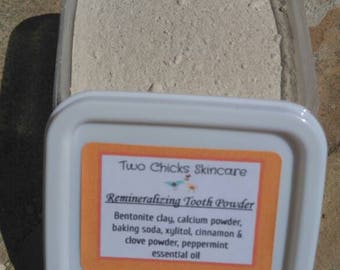 Two Chicks Skincare
Remineralizing Tooth Powder
Bentonite clay, calcium powder,
baking soda, xylitol, cinnamon &
clove powder, peppermint
essential oil